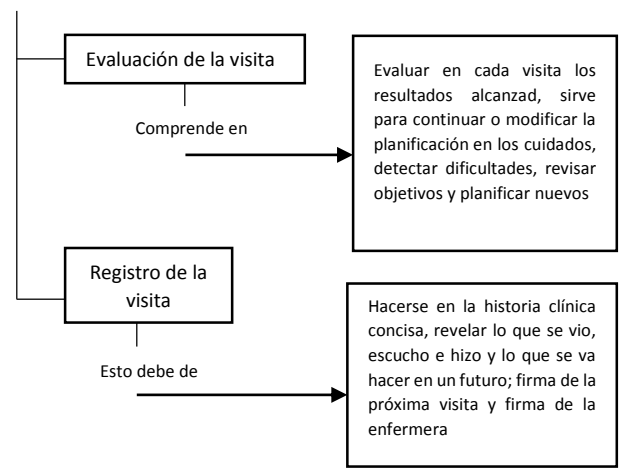 Evaluación de la visita
Comprende en
Evaluar en cada visita los
resultados alcanzad, sirve
para continuar o modificar la
planificación en los cuidados,
detectar dificultades, revisar
objetivos y planificar nuevos
Registro de la
visita
Esto debe de
Hacerse en la historia clínica
concisa, revelar lo que se vio,
escucho e hizo y lo que se va
hacer en un futuro; firma de la
próxima visita y firma de la
enfermera